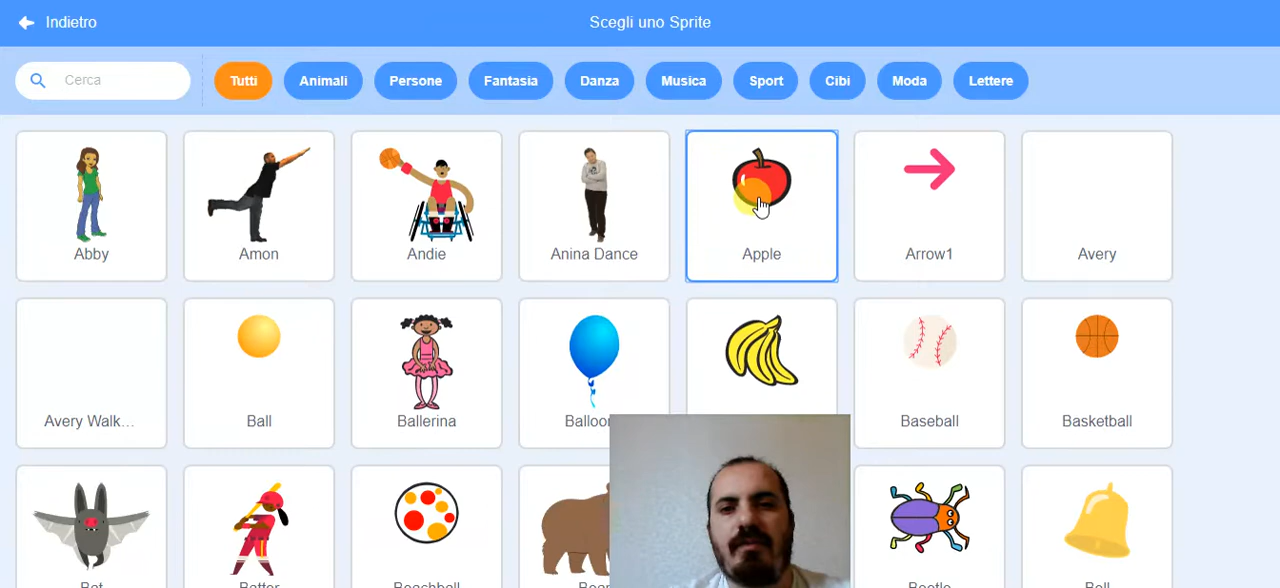 Indietro
Scegli uno Sprite
Cerca
Tutti
Animali
Persone
Fantasia
Danza
Musica
Sport
Cibi
Moda
Lettere
Abby
Amon
Andie
Anina Dance
Apple
Arrow1
Avery
Avery Walk...
Ball
Ballerina
Baseball
Basketball